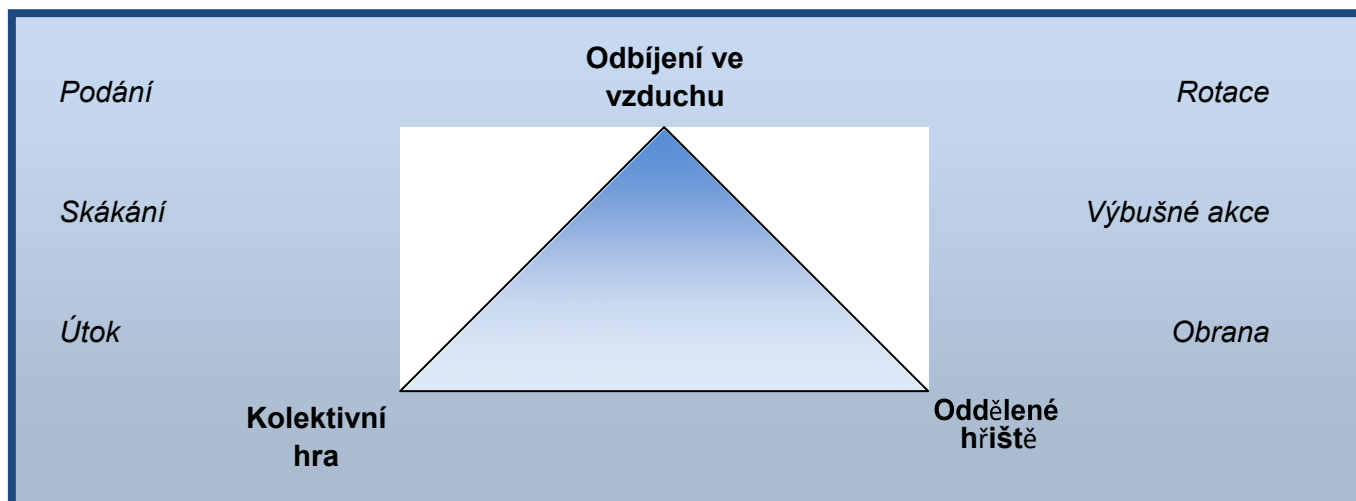 Odbíjení ve
vzduchu
Podání
Rotace
Skákání
Výbušné akce
Útok
Obrana
Kolektivní
hra
Oddělené
hřiště